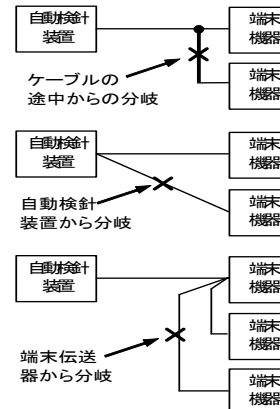 自動検針
装置
端末
機器
端末
機器
ケーブルの
途中からの分岐
自動検針
装置
端末
機器
端末
機器
自動検針
装置から分岐
自動検針
装置
端末
機器
端末
機器
端末伝送
器から分岐
端末
機器